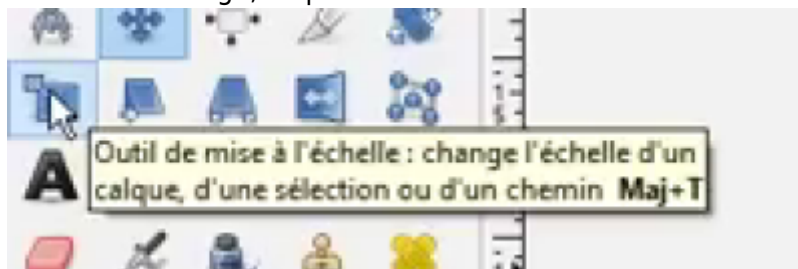 Outil de mise à l'échelle : change l'échelle d'un
calque, d'une sélection ou d'un chemin Maj+T
A